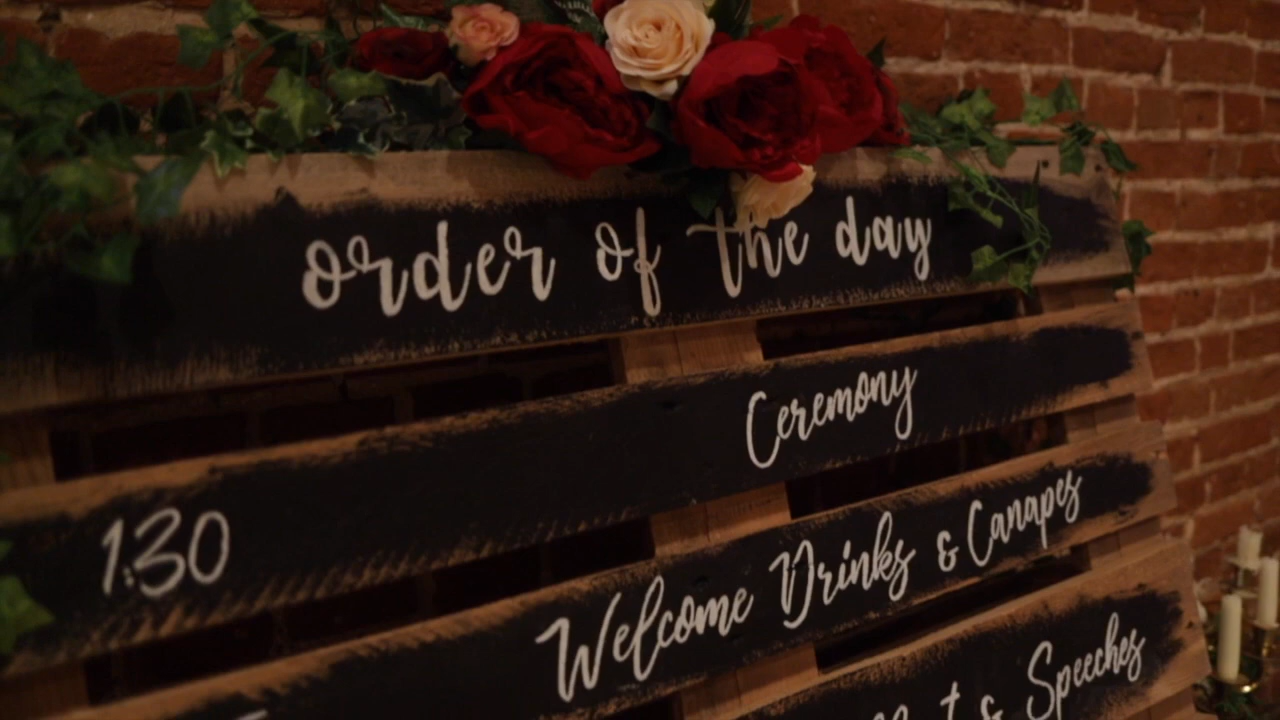 order of the day
Ceremony
1:30
Welcome Drinks & Canapes
& Speeches